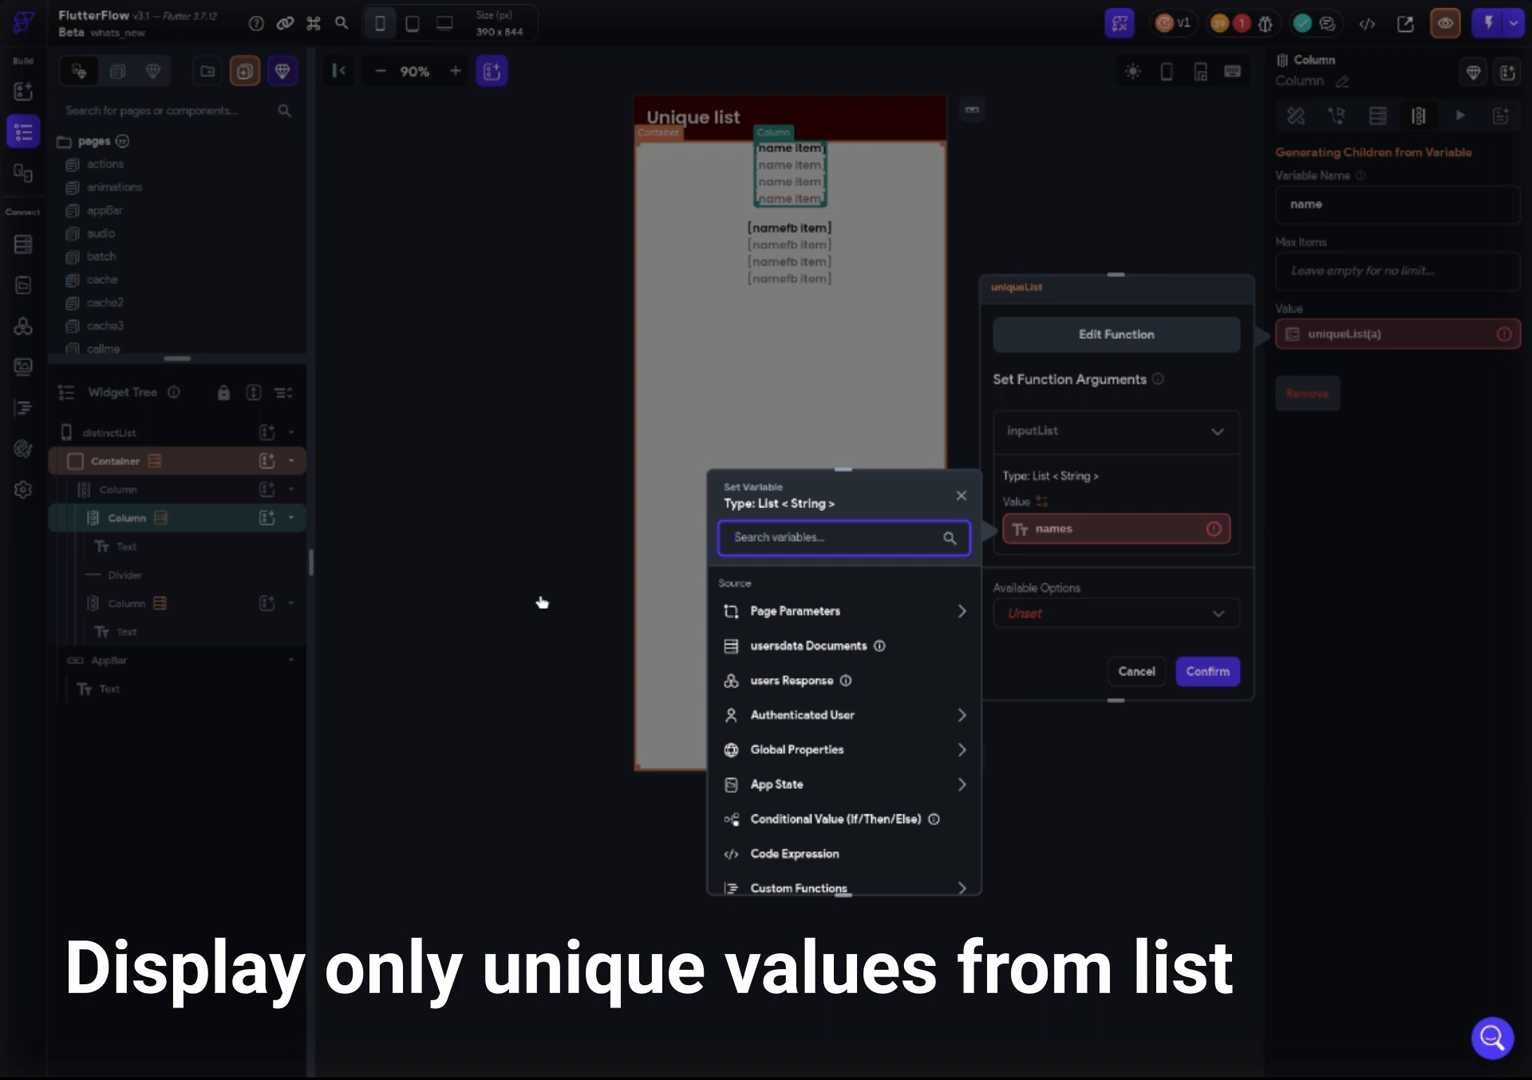 FlutterFlow v3.1 — Flutter 3.7.12
Beta whats_new
Size (px)
390 x 844
v1
39
1
Build
Connect
90%
Search for pages or components...
pages
actions
animations
appBar
audio
batch
cache
cache2
cache3
callme
Widget Tree
distinctList
Container
Column
Column
Text
Divider
Column
Text
AppBar
Text
Unique list
Container
Column
[name item]
[name item]
[name item]
[name item]
[namefb item]
[namefb item]
[namefb item]
[namefb item]
Set Variable
Type: List < String >
Search variables...
Source
Page Parameters
usersdata Documents
users Response
Authenticated User
Global Properties
App State
Conditional Value (If/Then/Else)
Code Expression
Custom Functions
uniqueList
Edit Function
Set Function Arguments
inputList
Type: List < String >
Value
names
Available Options
Unset
Cancel
Confirm
Column
Column
Generating Children from Variable
Variable Name
name
Max Items
Leave empty for no limit...
Value
uniqueList(a)
Remove
Display only unique values from list